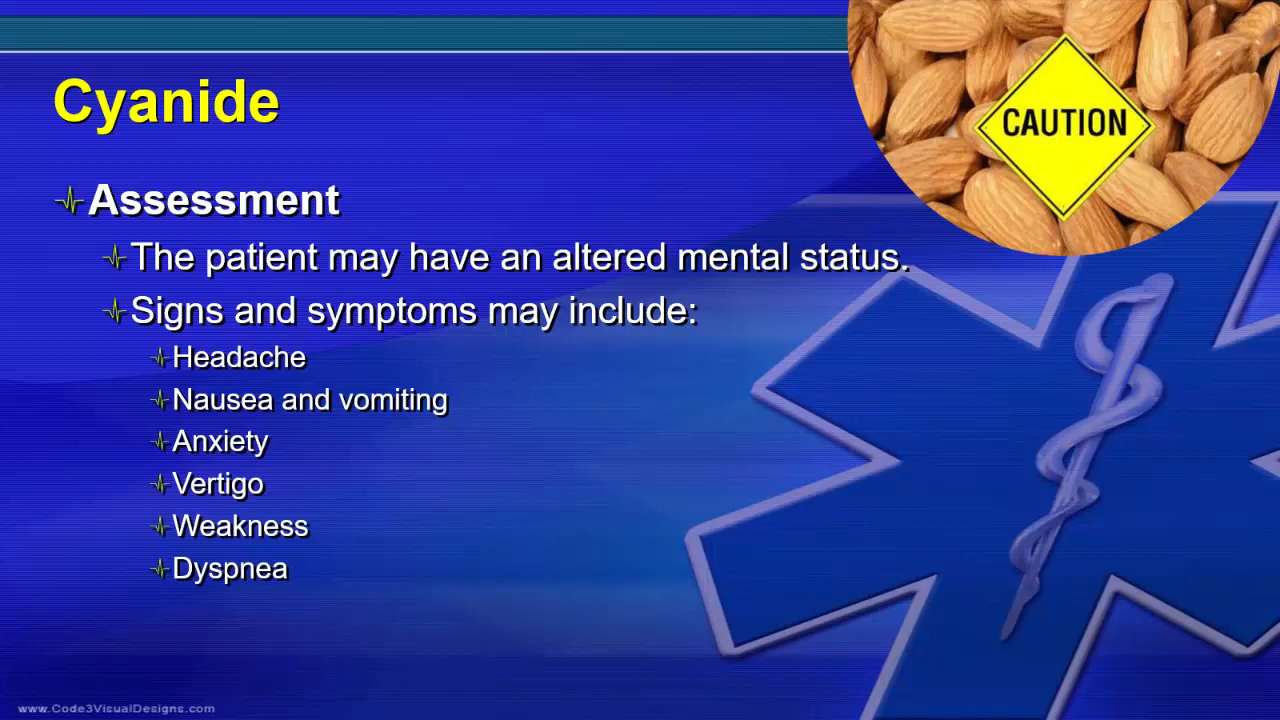 Cyanide
CAUTION
Assessment
The patient may have an altered mental status.
Signs and symptoms may include:
Headache
Nausea and vomiting
Anxiety
Vertigo
Weakness
Dyspnea
www.Code3VisualDesigns.com